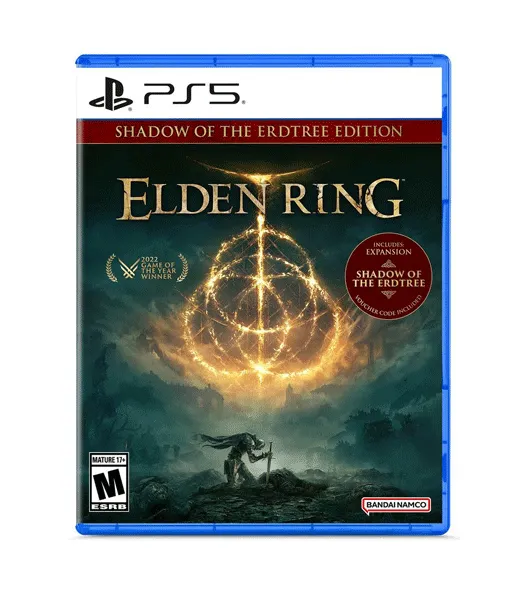 PS5
SHADOW OF THE ERDTREE EDITION
ELDEN RING
2022
GAME OF
THE YEAR
WINNER
INCLUDES:
EXPANSION
SHADOW OF
THE ERDTREE
VOUCHER CODE INCLUDED
MATURE 17+
M
ESRB
BANDAI NAMCO